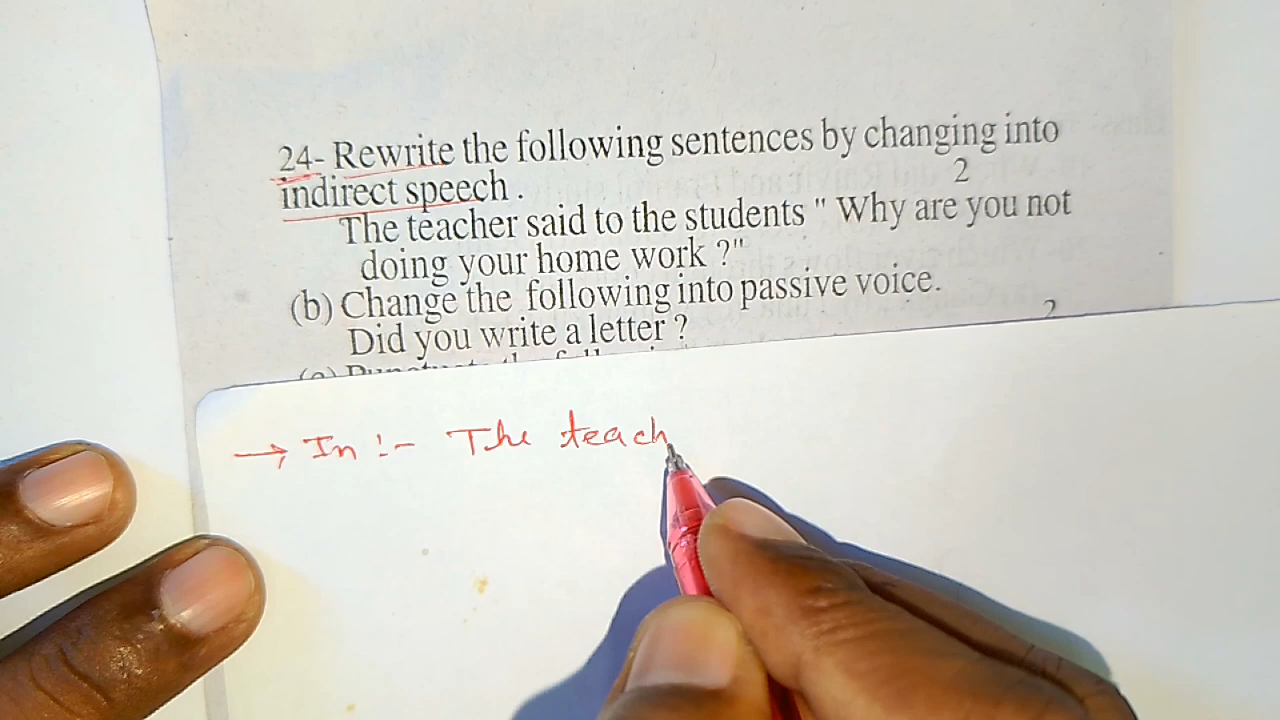 24- Rewrite the following sentences by changing into
2
indirect speech .
The teacher said to the students " Why are you not
doing your home work ?"
(b) Change the following into passive voice.
2
Did you write a letter ?
→ In :- The teach